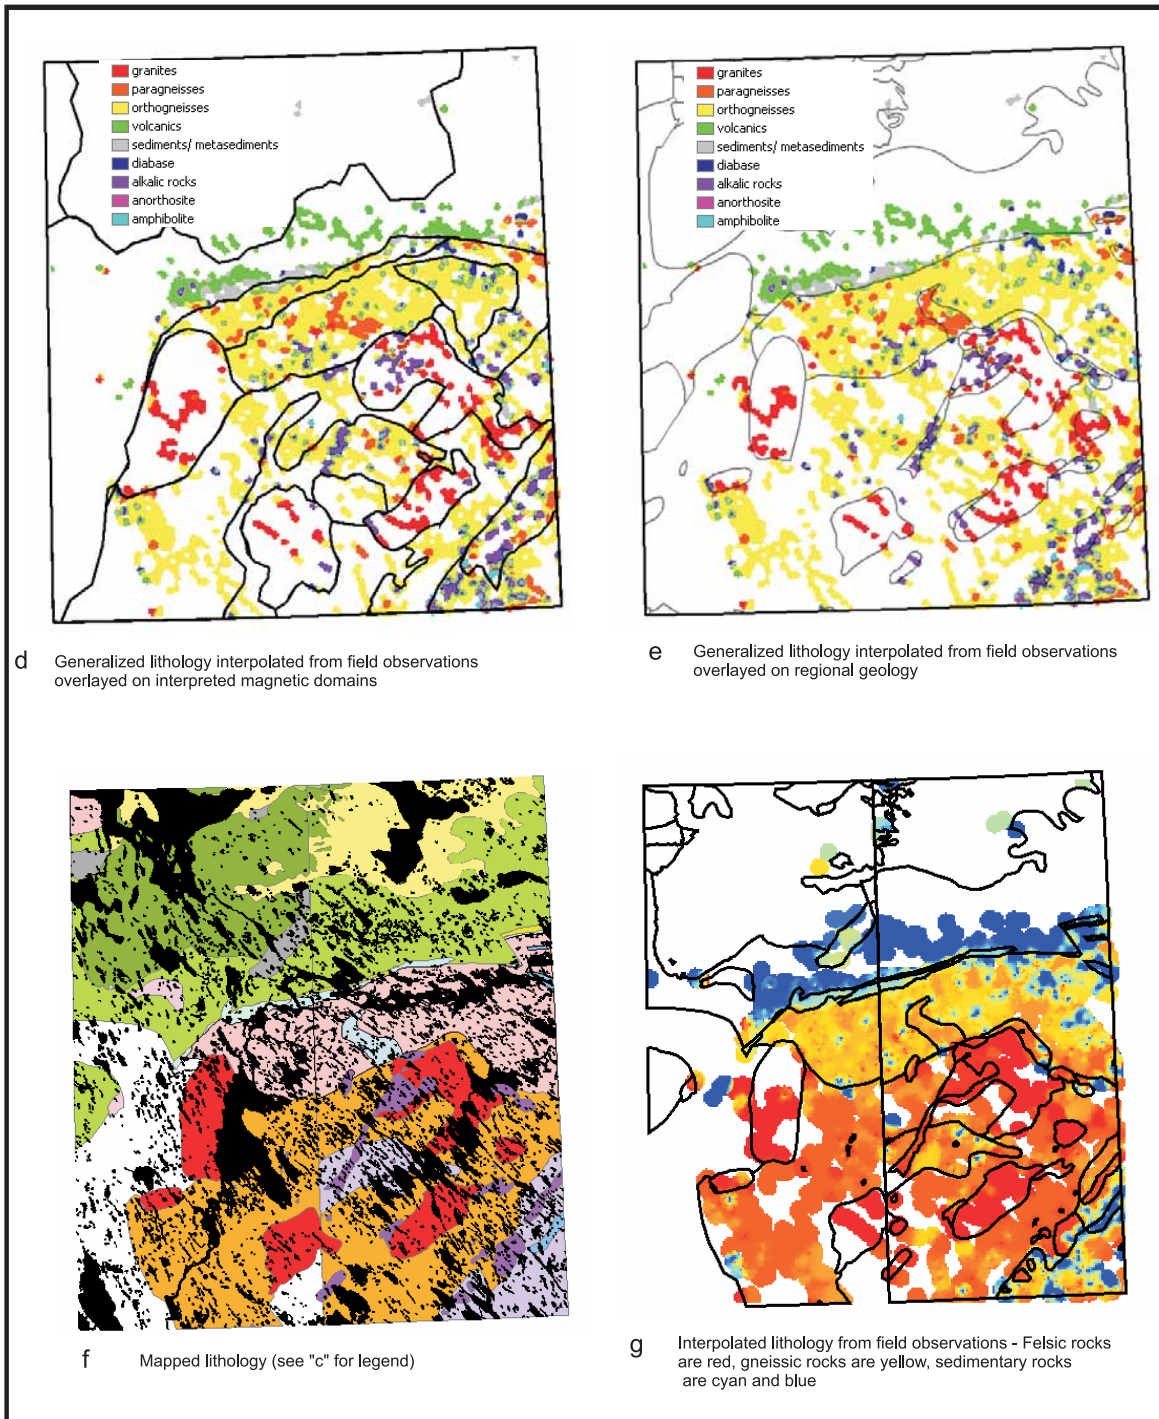 granites
paragneisses
orthogneisses
volcanics
sediments/ metasediments
diabase
alkalic rocks
anorthosite
amphibolite
granites
paragneisses
orthogneisses
volcanics
sediments/ metasediments
diabase
alkalic rocks
anorthosite
amphibolite
d Generalized lithology interpolated from field observations
overlayed on interpreted magnetic domains
e Generalized lithology interpolated from field observations
overlayed on regional geology
f Mapped lithology (see "c" for legend)
g Interpolated lithology from field observations - Felsic rocks
are red, gneissic rocks are yellow, sedimentary rocks
are cyan and blue